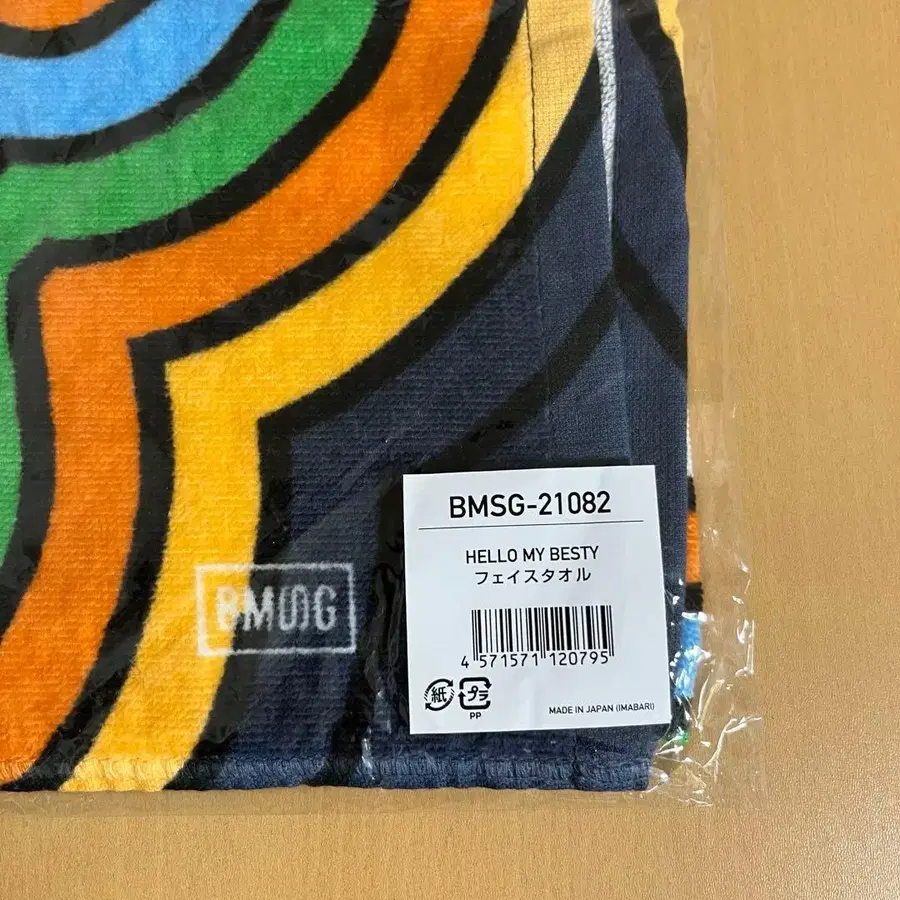 BMSG-21082
HELLO MY BESTY
フェイスタオル
4 571571 120795
紙 プラ
PP
MADE IN JAPAN (IMABARI)
BMSG